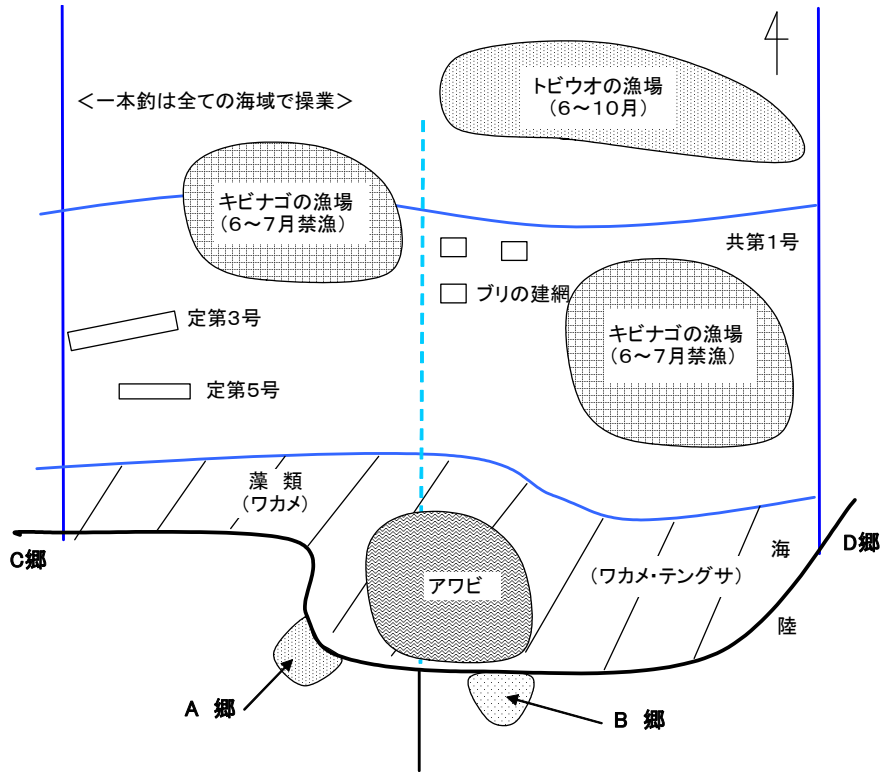 トビウオの漁場
(6～10月)
＜一本釣は全ての海域で操業＞
キビナゴの漁場
(6～7月禁漁)
共第1号
ブリの建網
定第3号
キビナゴの漁場
(6～7月禁漁)
定第5号
藻 類
(ワカメ)
海
D郷
C郷
アワビ
(ワカメ・テングサ)
陸
A 郷
B 郷